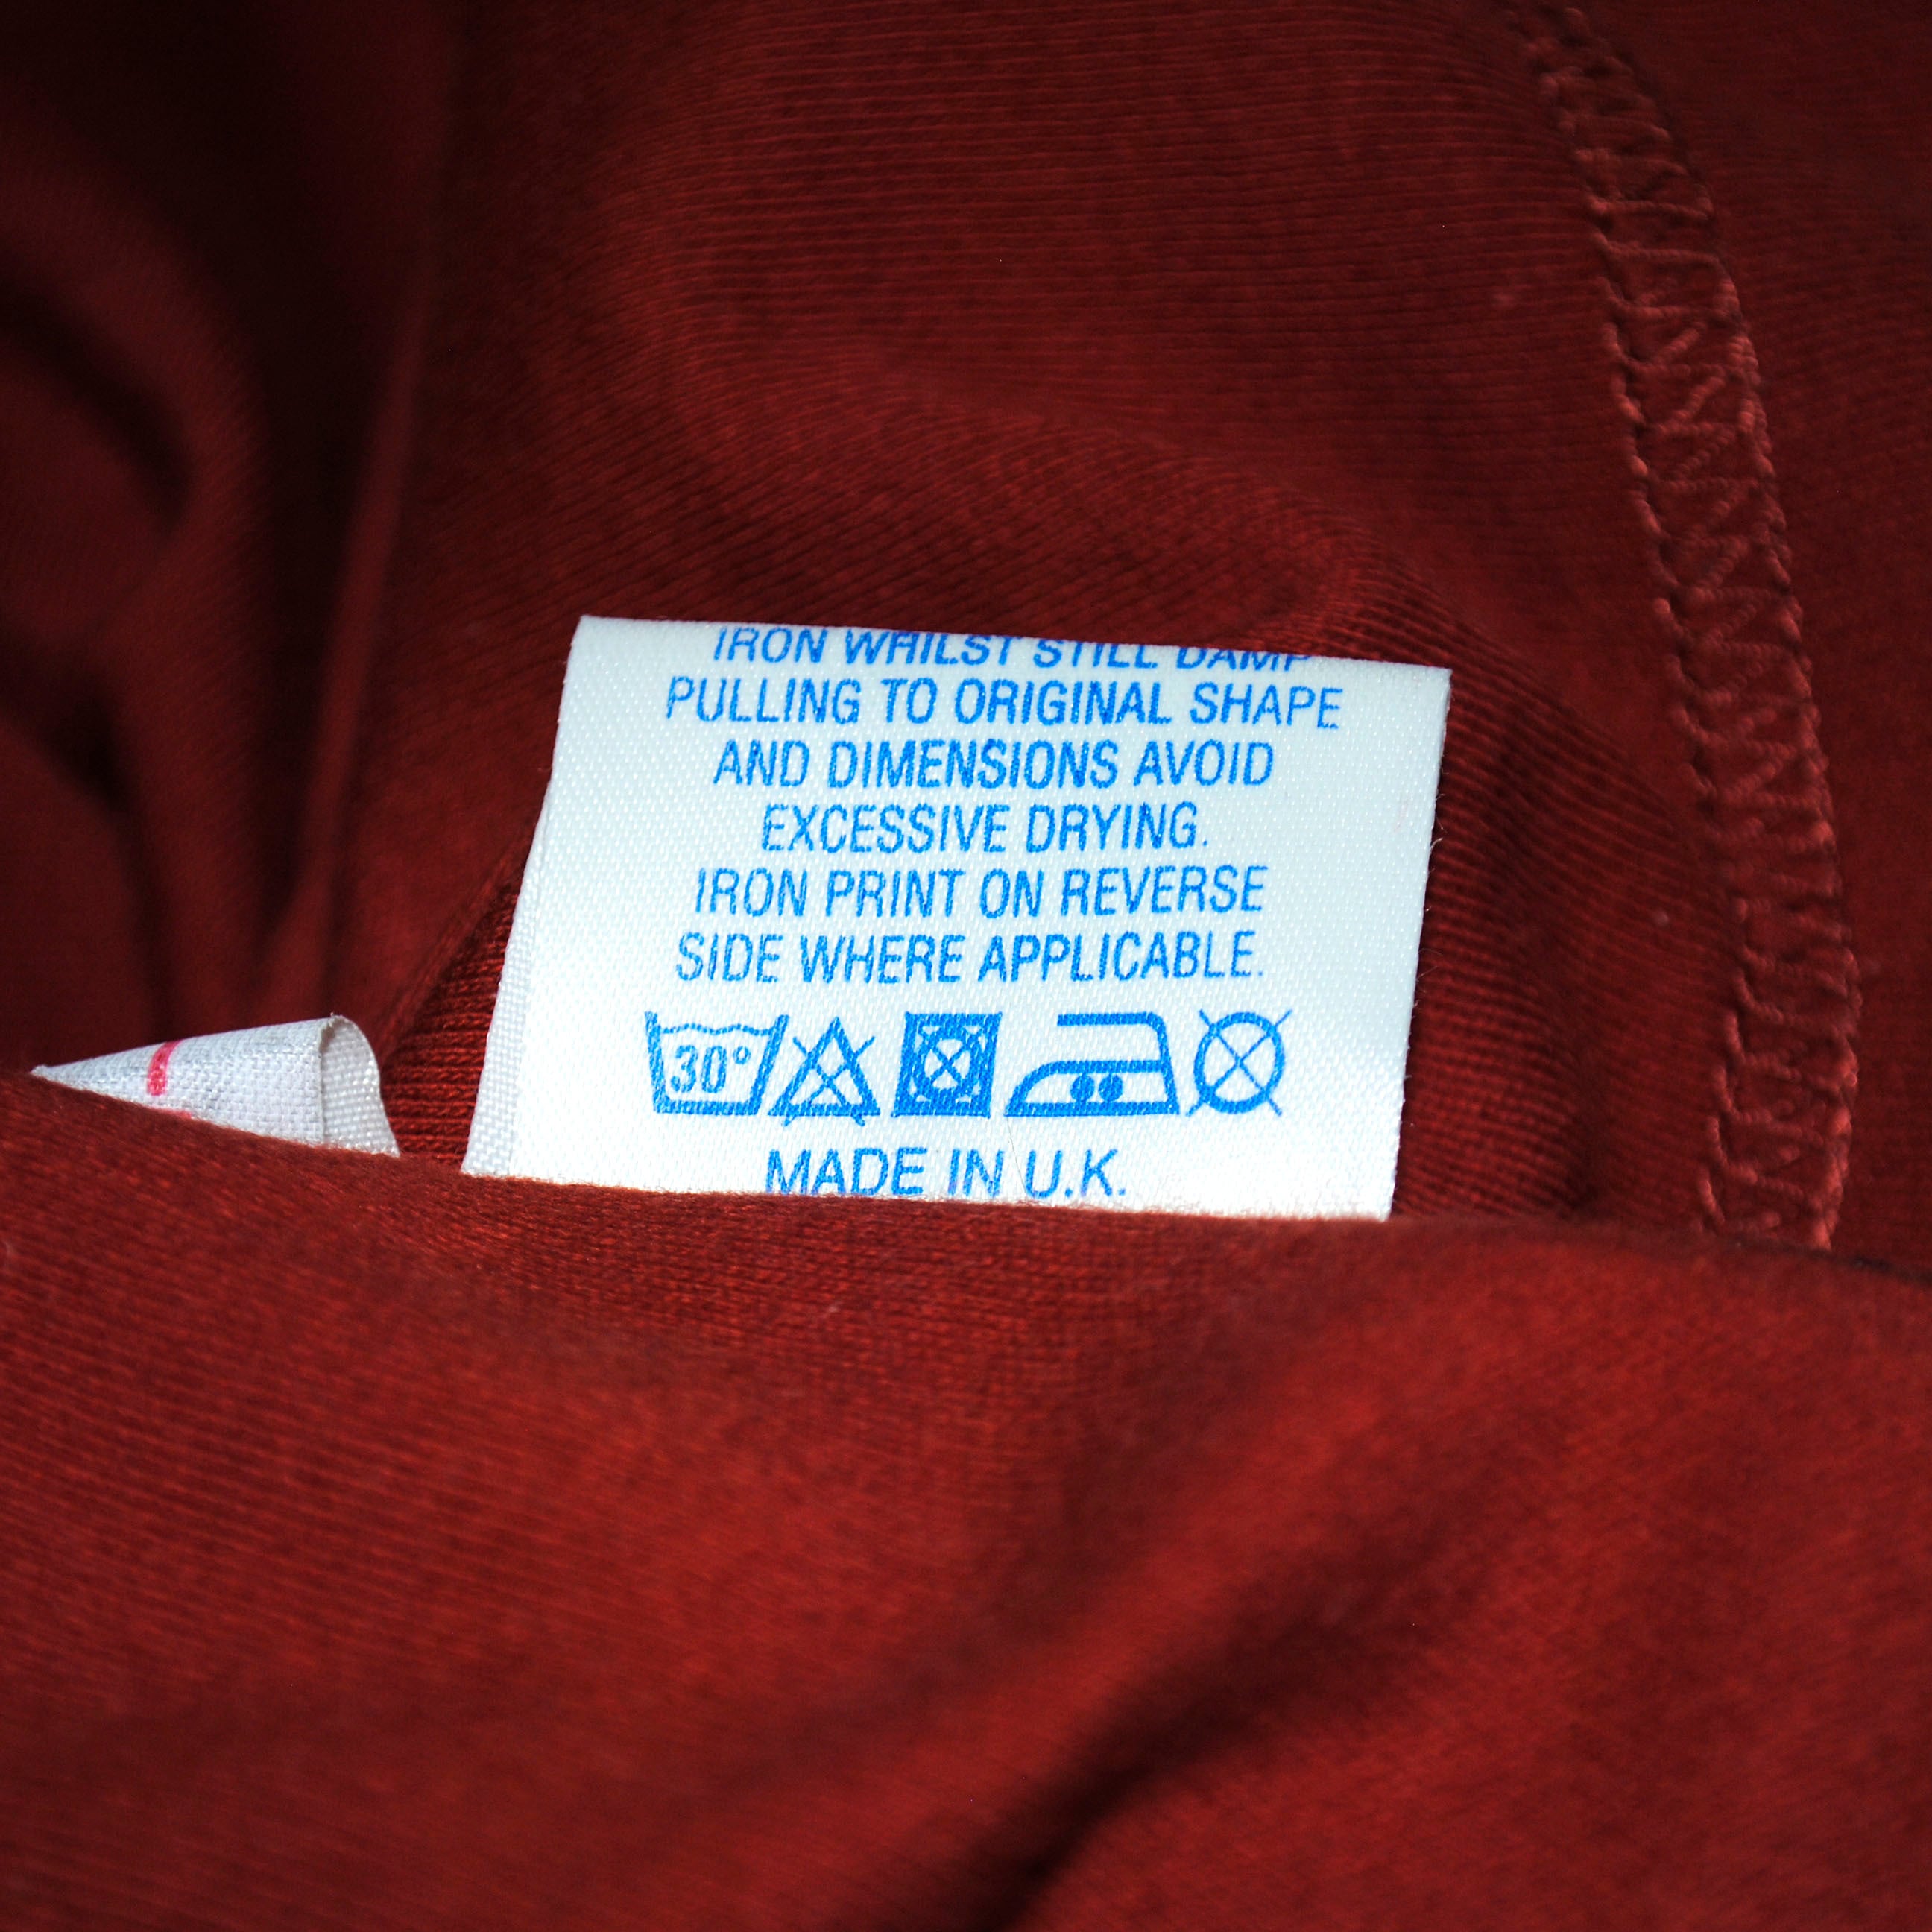 IRON WHILST STILL DAMP
PULLING TO ORIGINAL SHAPE
AND DIMENSIONS AVOID
EXCESSIVE DRYING.
IRON PRINT ON REVERSE
SIDE WHERE APPLICABLE.
30°
MADE IN U.K.